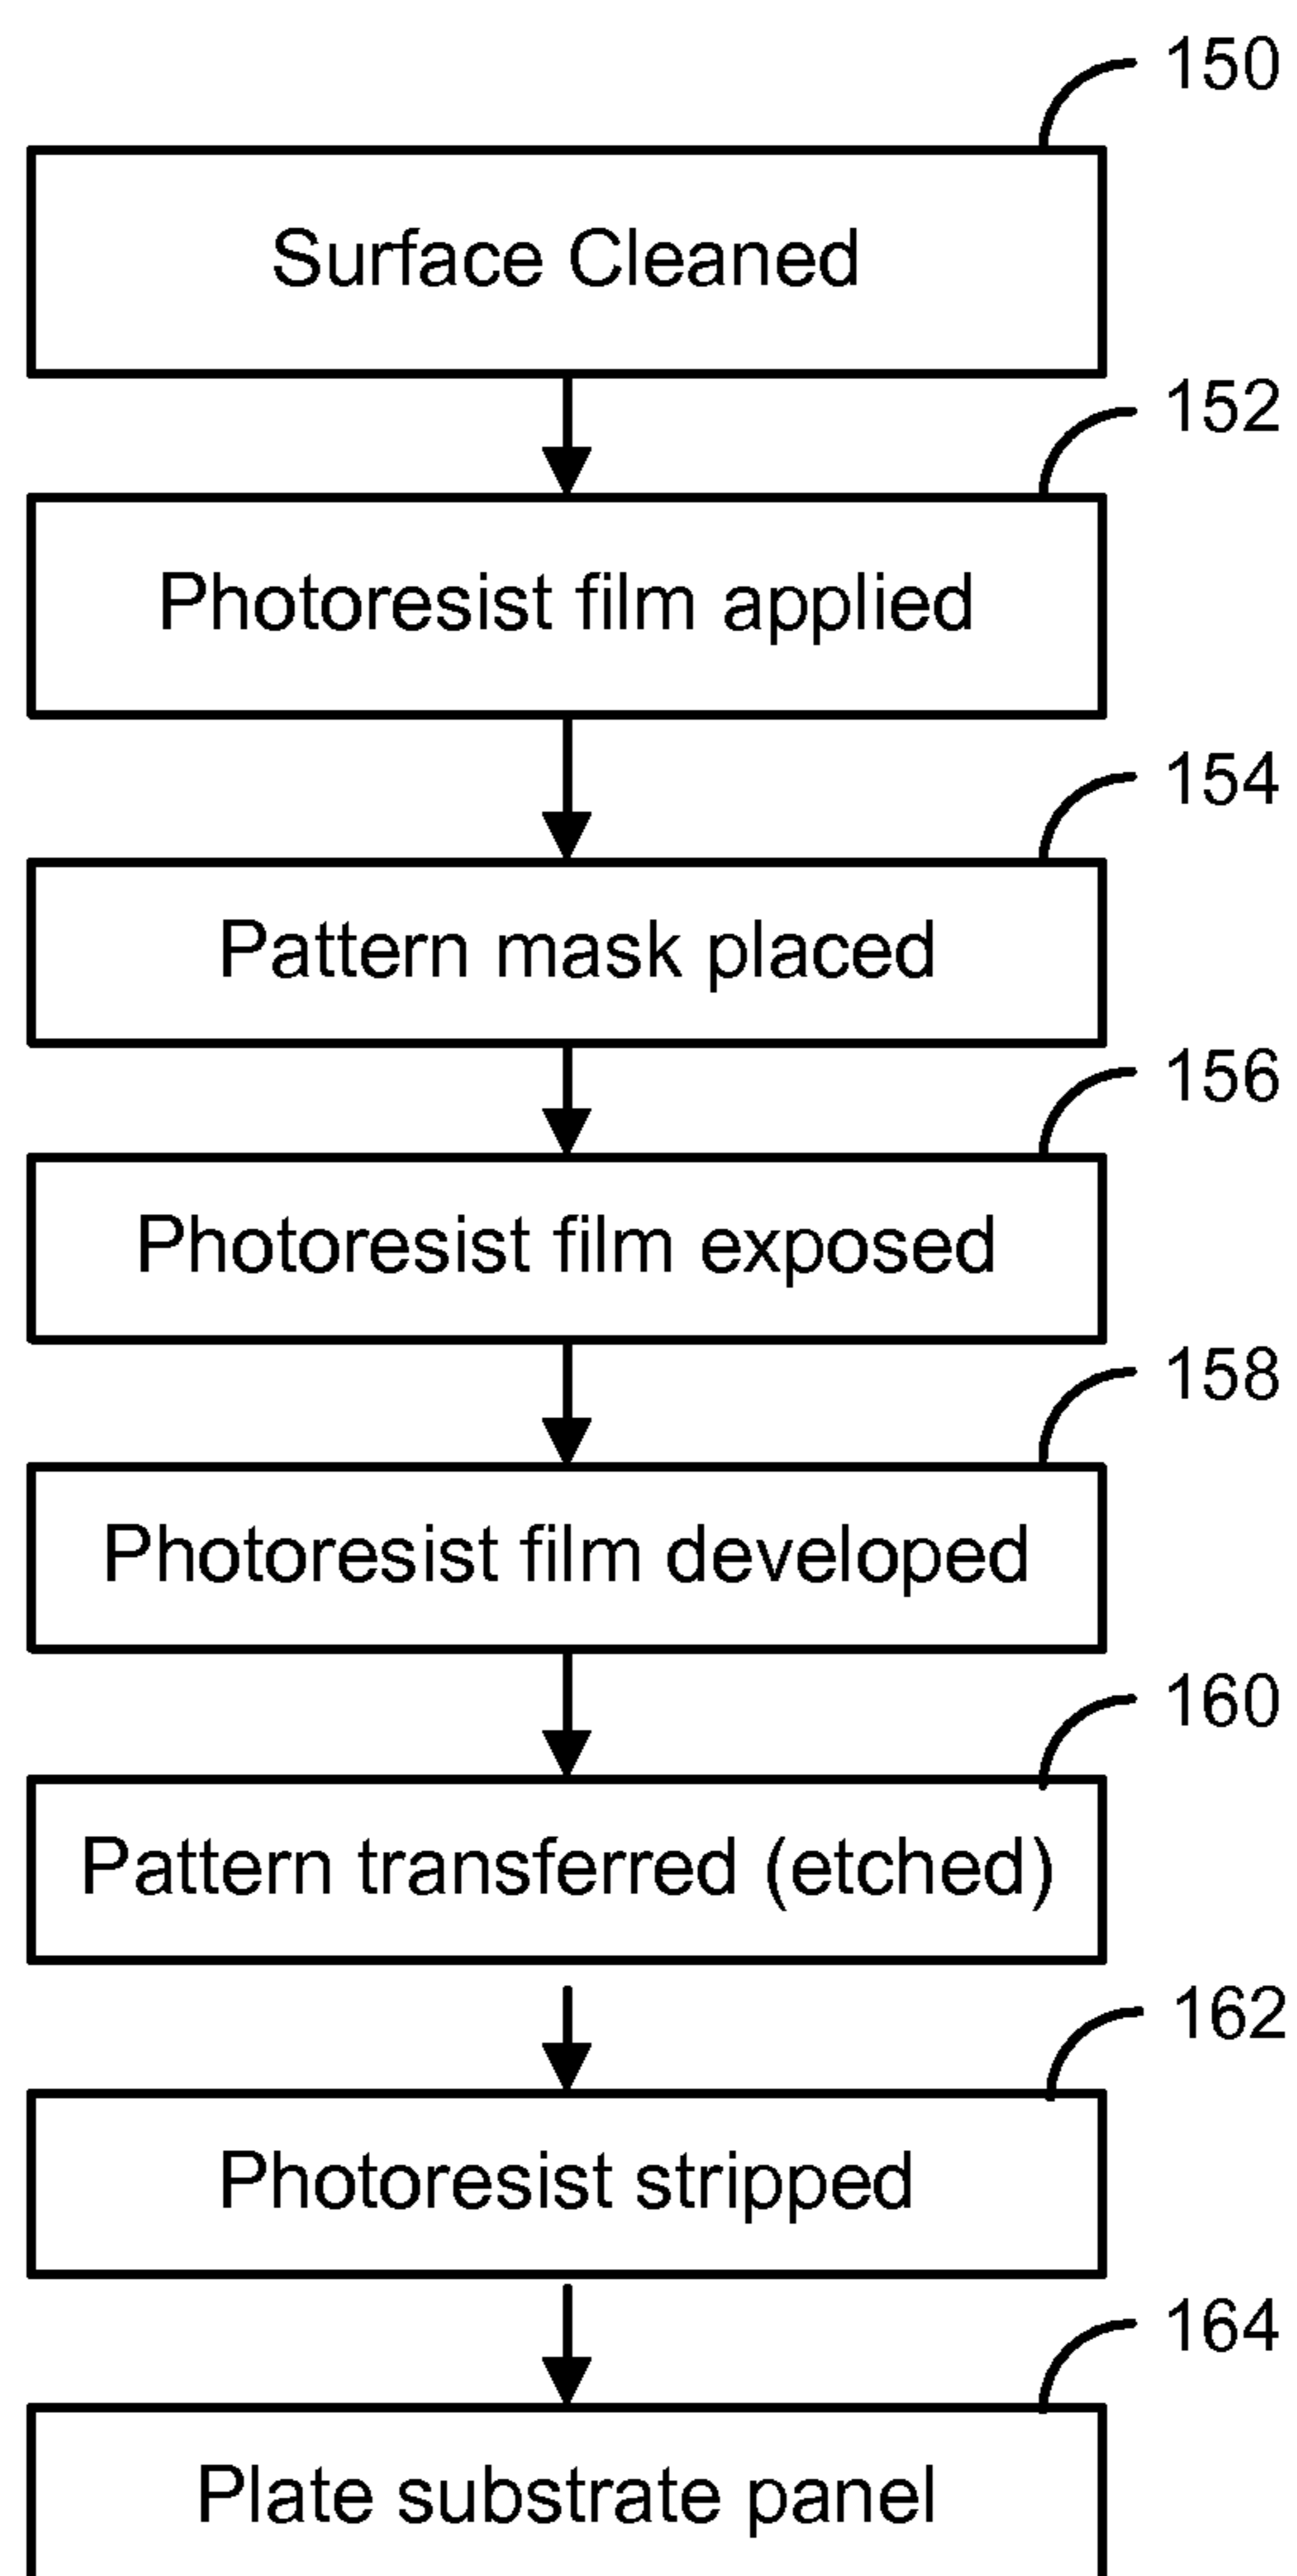 150
Surface Cleaned
152
Photoresist film applied
154
Pattern mask placed
156
Photoresist film exposed
158
Photoresist film developed
160
Pattern transferred (etched)
162
Photoresist stripped
164
Plate substrate panel